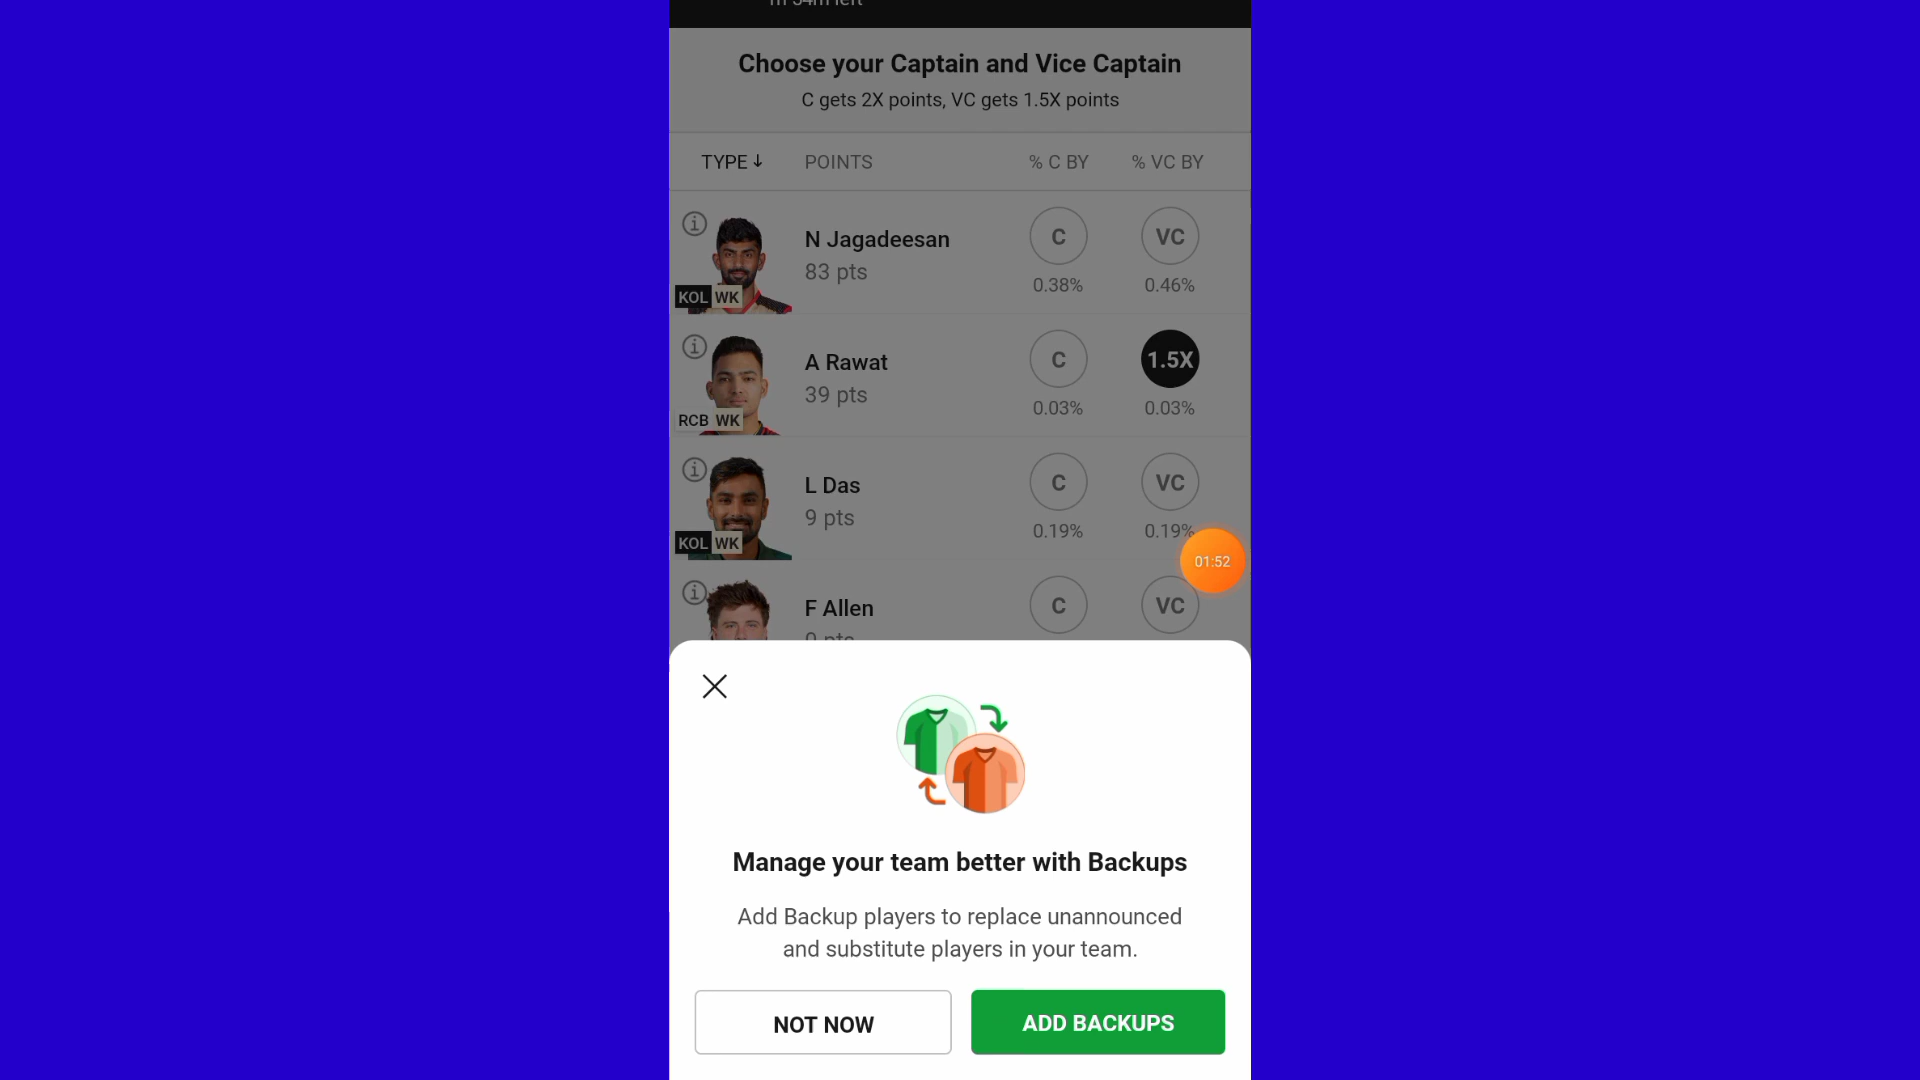 Choose your Captain and Vice Captain
C gets 2X points, VC gets 1.5X points
TYPE POINTS % C BY % VC BY
N Jagadeesan C VC
83 pts 0.38% 0.46%
KOL WK
A Rawat C 1.5X
39 pts 0.03% 0.03%
RCB WK
L Das C VC
9 pts 0.19% 0.19%
KOL WK
01:52
F Allen C VC
Manage your team better with Backups
Add Backup players to replace unannounced
and substitute players in your team.
NOT NOW ADD BACKUPS